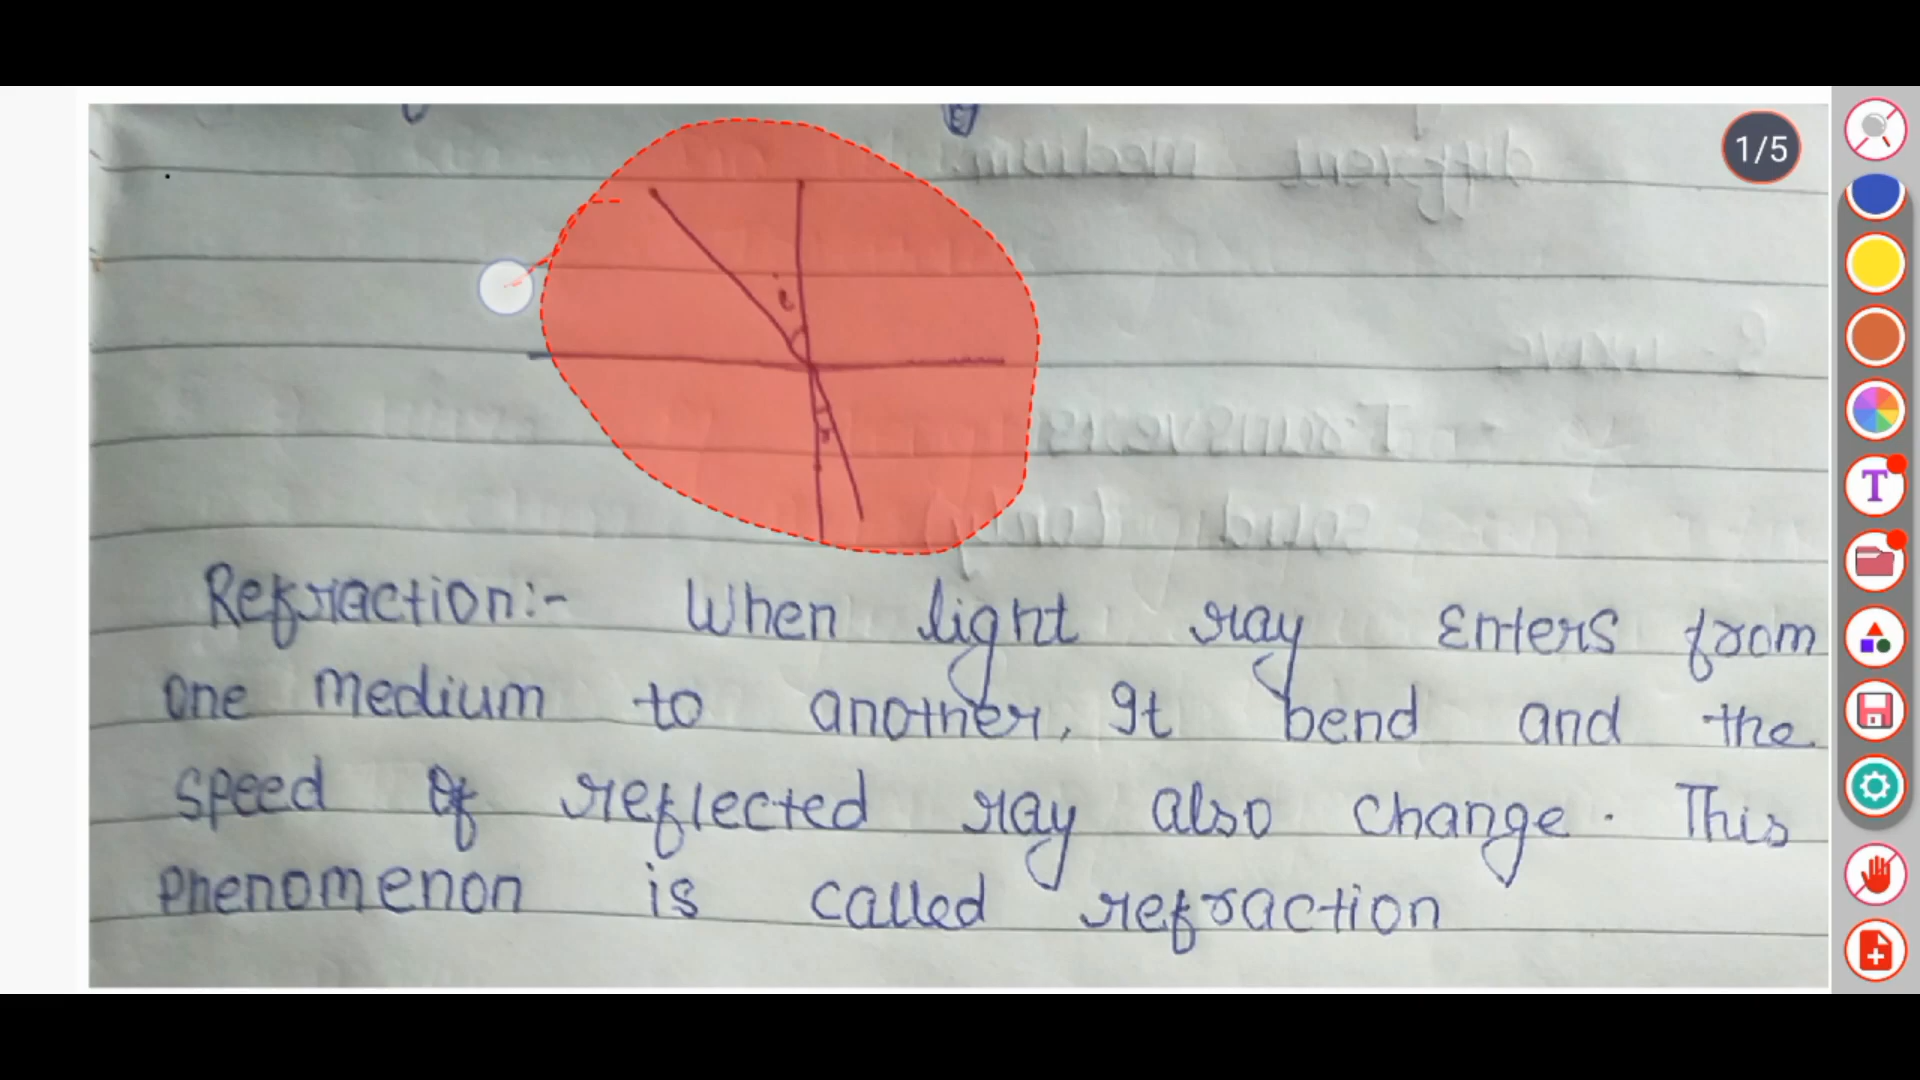 1/5
i
r
T
Refraction:- When light ray Enters from
one medium to another, It bend and the
speed of reflected ray also change. This
Phenomenon is called refraction